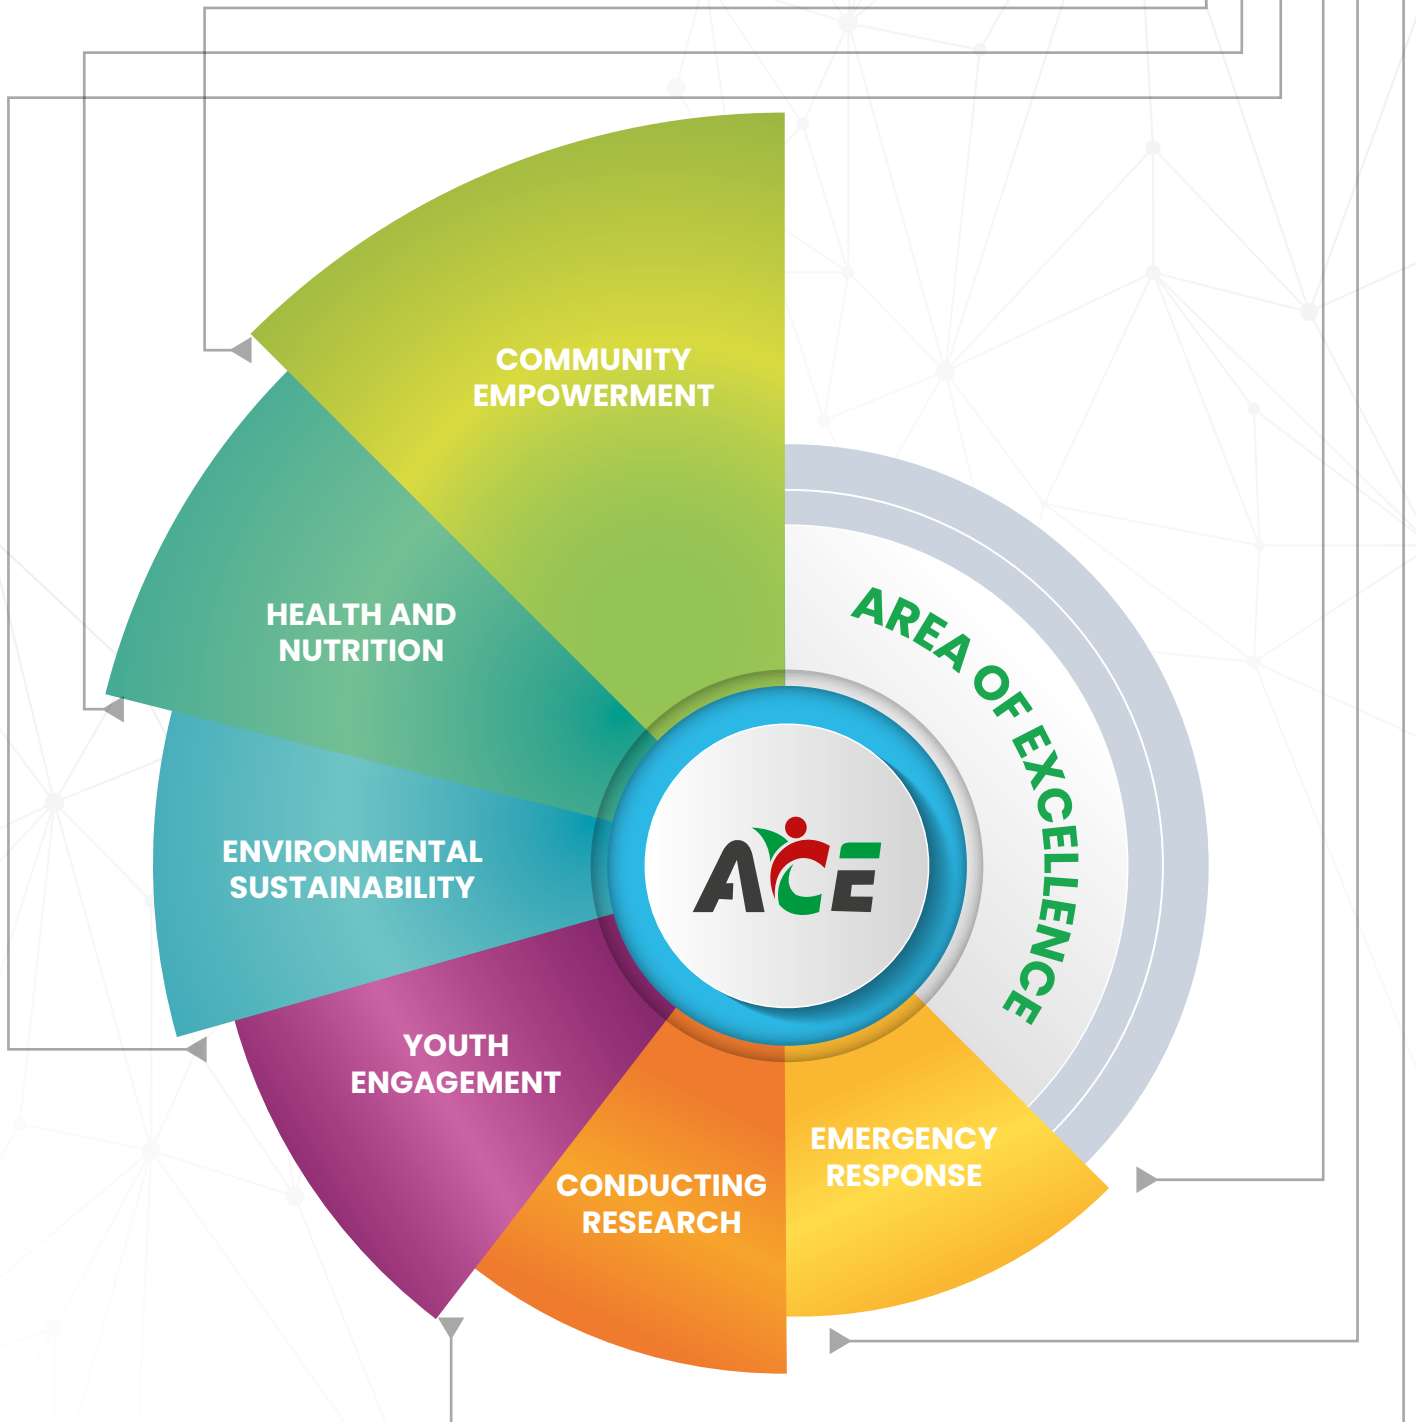 COMMUNITY
EMPOWERMENT
HEALTH AND
NUTRITION
AREA OF EXCELLENCE
ENVIRONMENTAL
SUSTAINABILITY
ACE
YOUTH
ENGAGEMENT
CONDUCTING
RESEARCH
EMERGENCY
RESPONSE